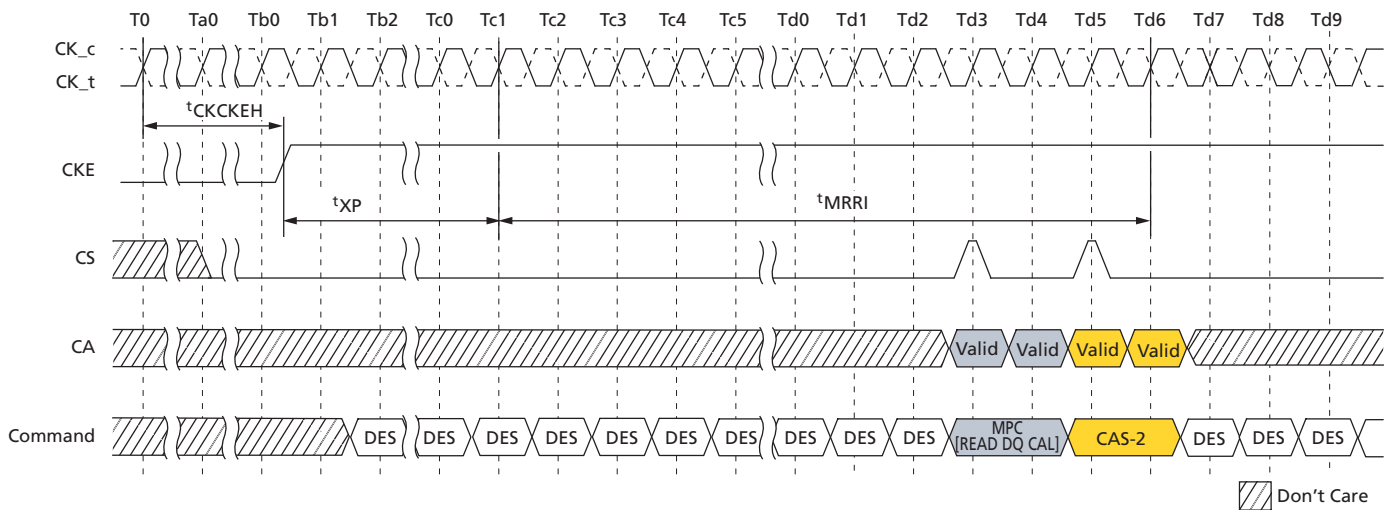 T0 Ta0 Tb0 Tb1 Tb2 Tc0 Tc1 Tc2 Tc3 Tc4 Tc5 Td0 Td1 Td2 Td3 Td4 Td5 Td6 Td7 Td8 Td9
CK_c
CK_t
tCKCKEH
CKE
tXP tMRRI
CS
CA Valid Valid Valid Valid
Command DES DES DES DES DES DES DES DES DES DES MPC [READ DQ CAL] CAS-2 DES DES DES
Don't Care